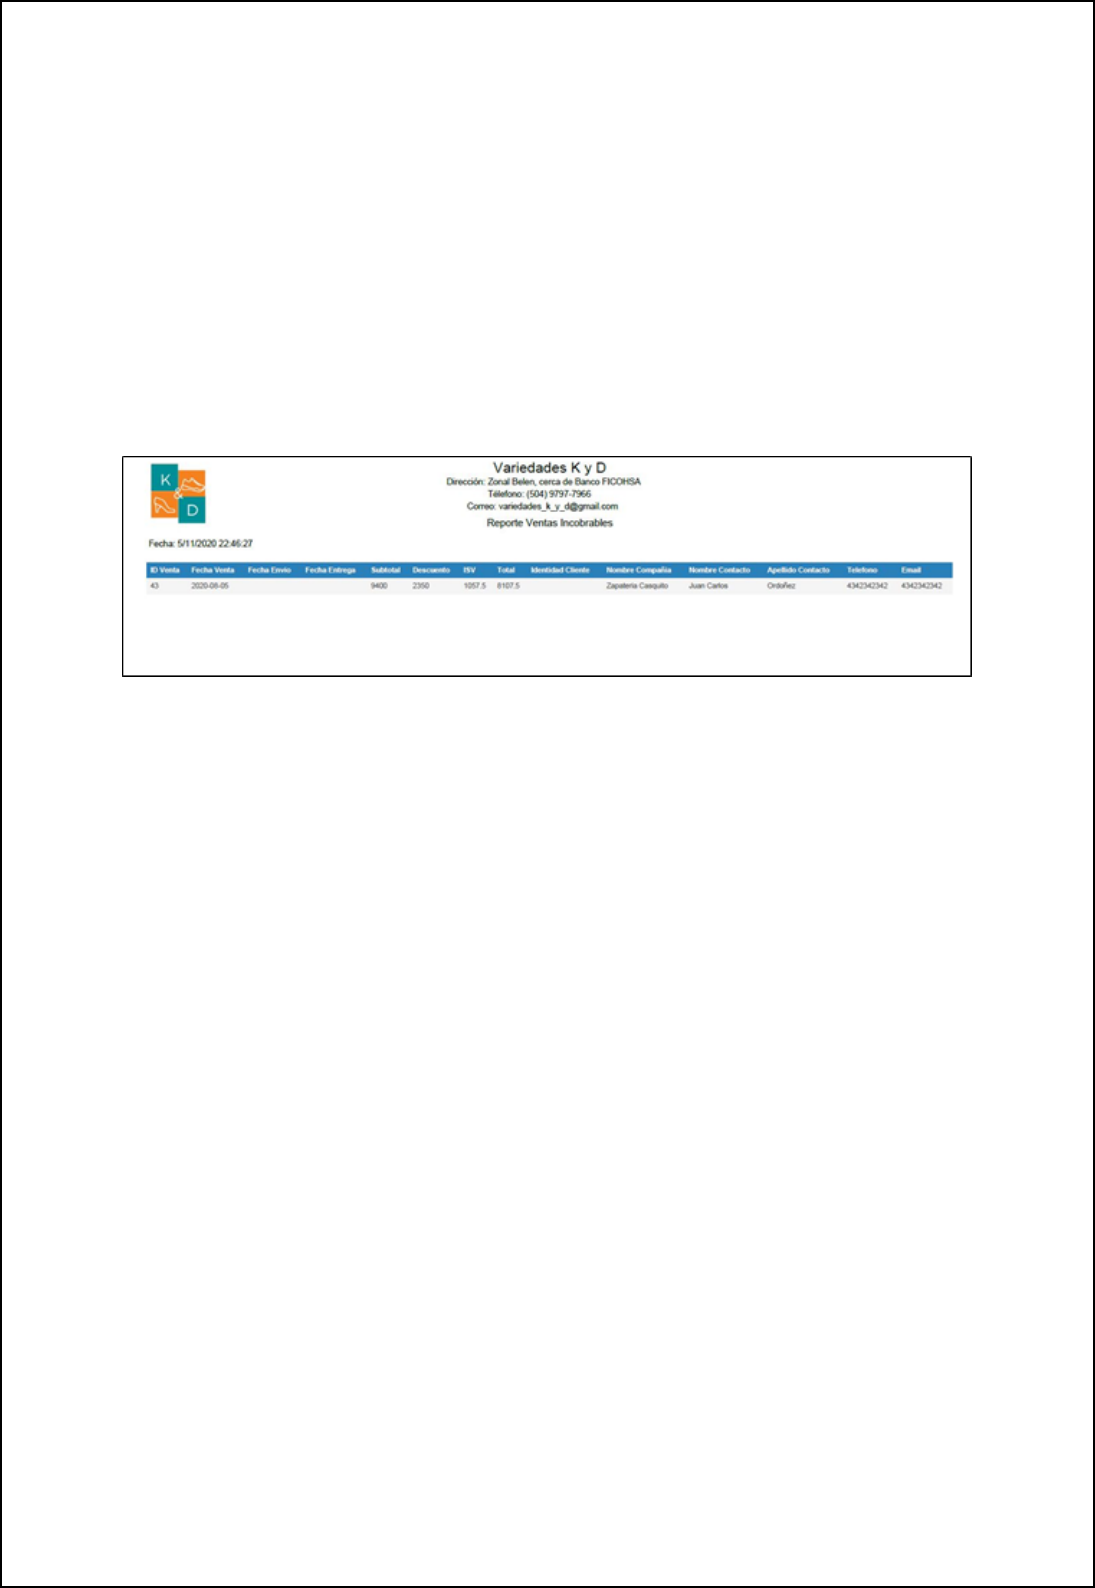 K
&
D
Variedades K y D
Dirección: Zonal Belen, cerca de Banco FICOHSA
Télefono: (504) 9797-7966
Correo: variedades_k_y_d@gmail.com
Reporte Ventas Incobrables
Fecha: 5/11/2020 22:46:27
ID Venta Fecha Venta Fecha Envio Fecha Entrega Subtotal Descuento ISV Total Identidad Cliente Nombre Compañia Nombre Contacto Apellido Contacto Telefono Email
43 2020-08-05 9400 2350 1057.5 8107.5 Zapateria Casquito Juan Carlos Ordoñez 4342342342 4342342342